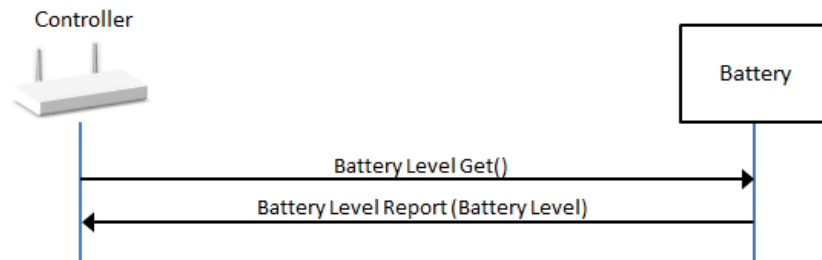 Controller
Battery
Battery Level Get()
Battery Level Report (Battery Level)